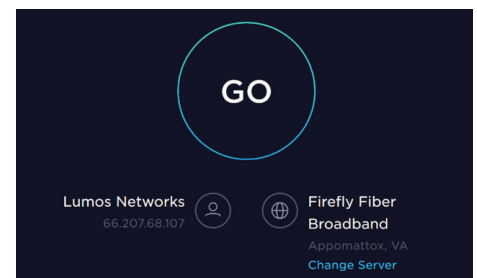 GO
Lumos Networks
66.207.68.107
Firefly Fiber
Broadband
Appomattox, VA
Change Server